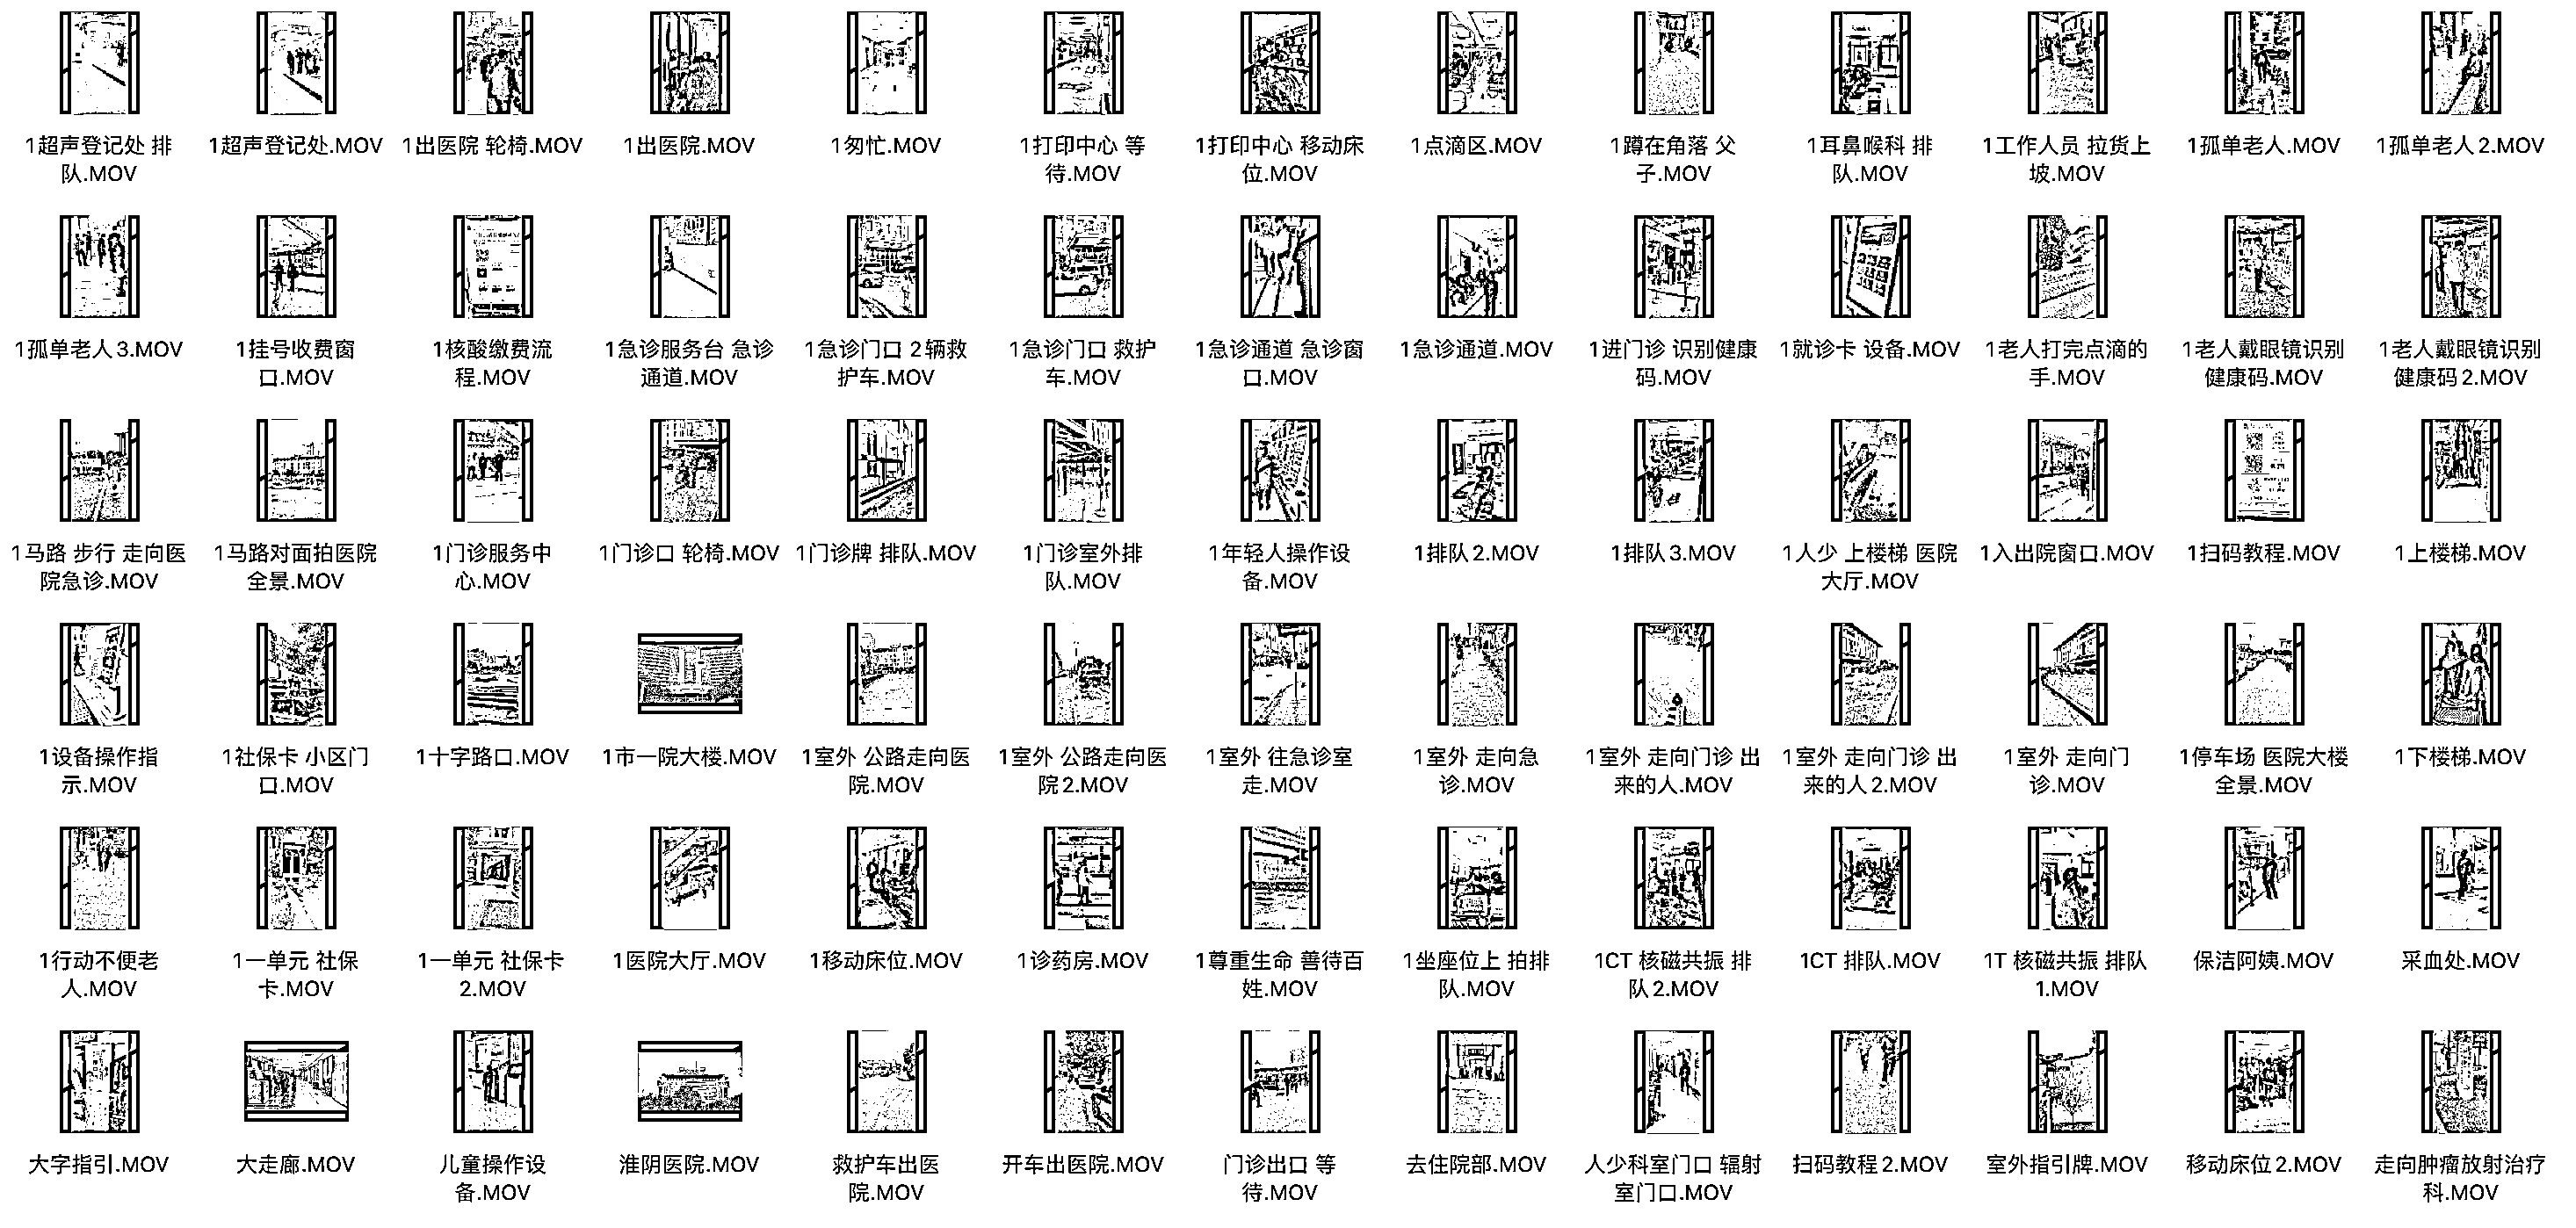 1超声登记处 排
队.MOV
1超声登记处.MOV
1出医院 轮椅.MOV
1出医院.MOV
1匆忙.MOV
1打印中心 等
待.MOV
1打印中心 移动床
位.MOV
1点滴区.MOV
1蹲在角落 父
子.MOV
1耳鼻喉科 排
队.MOV
1工作人员 拉货上
坡.MOV
1孤单老人.MOV
1孤单老人2.MOV
1孤单老人3.MOV
1挂号收费窗
口.MOV
1核酸缴费流
程.MOV
1急诊服务台 急诊
通道.MOV
1急诊门口 2辆救
护车.MOV
1急诊门口 救护
车.MOV
1急诊通道 急诊窗
口.MOV
1急诊通道.MOV
1进门诊 识别健康
码.MOV
1就诊卡 设备.MOV
1老人打完点滴的
手.MOV
1老人戴眼镜识别
健康码.MOV
1老人戴眼镜识别
健康码2.MOV
1马路 步行 走向医
院急诊.MOV
1马路对面拍医院
全景.MOV
1门诊服务中
心.MOV
1门诊口 轮椅.MOV
1门诊牌 排队.MOV
1门诊室外排
队.MOV
1年轻人操作设
备.MOV
1排队2.MOV
1排队3.MOV
1人少 上楼梯 医院
大厅.MOV
1入出院窗口.MOV
1扫码教程.MOV
1上楼梯.MOV
1设备操作指
示.MOV
1社保卡 小区门
口.MOV
1十字路口.MOV
1市一院大楼.MOV
1室外 公路走向医
院.MOV
1室外 公路走向医
院2.MOV
1室外 往急诊室
走.MOV
1室外 走向急
诊.MOV
1室外 走向门诊 出
来的人.MOV
1室外 走向门诊 出
来的人2.MOV
1室外 走向门
诊.MOV
1停车场 医院大楼
全景.MOV
1下楼梯.MOV
1行动不便老
人.MOV
1一单元 社保
卡.MOV
1一单元 社保卡
2.MOV
1医院大厅.MOV
1移动床位.MOV
1诊药房.MOV
1尊重生命 善待百
姓.MOV
1坐座位上 拍排
队.MOV
1CT 核磁共振 排
队2.MOV
1CT 排队.MOV
1T 核磁共振 排队
1.MOV
保洁阿姨.MOV
采血处.MOV
大字指引.MOV
大走廊.MOV
儿童操作设
备.MOV
淮阴医院.MOV
救护车出医
院.MOV
开车出医院.MOV
门诊出口 等
待.MOV
去住院部.MOV
人少科室门口 辐射
室门口.MOV
扫码教程2.MOV
室外指引牌.MOV
移动床位2.MOV
走向肿瘤放射治疗
科.MOV